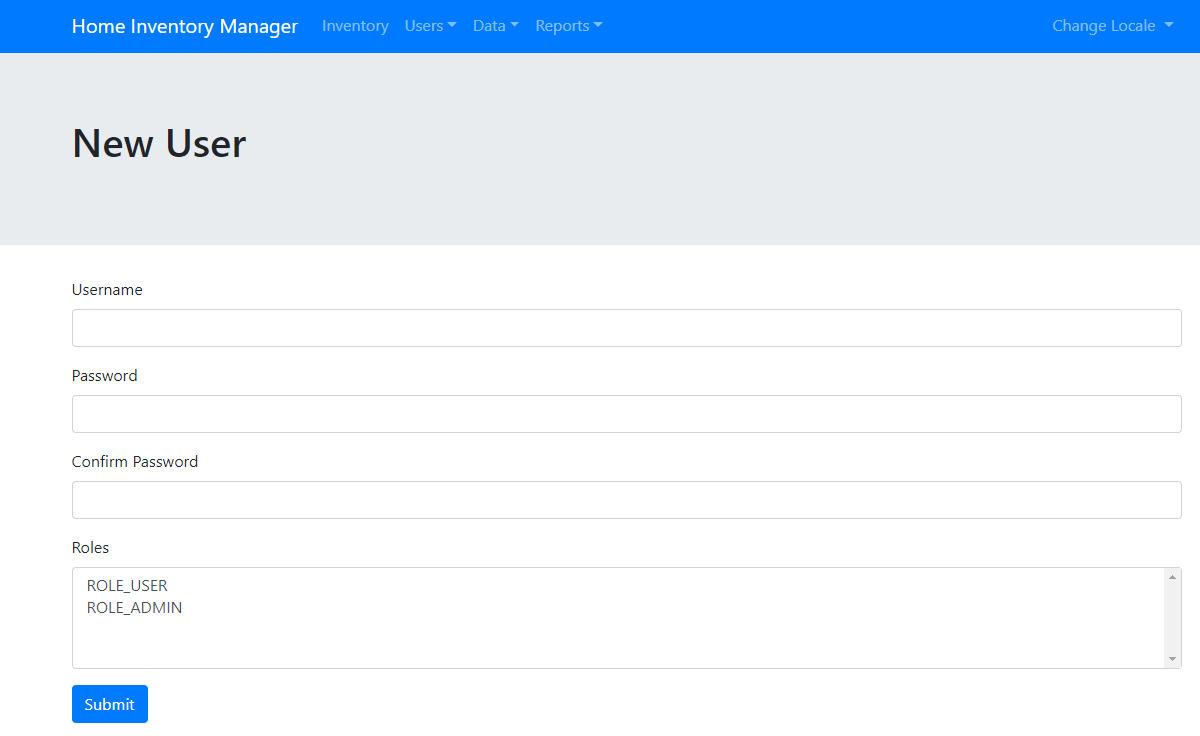 Home Inventory Manager Inventory Users Data Reports Change Locale
New User
Username
Password
Confirm Password
Roles
ROLE_USER
ROLE_ADMIN
Submit